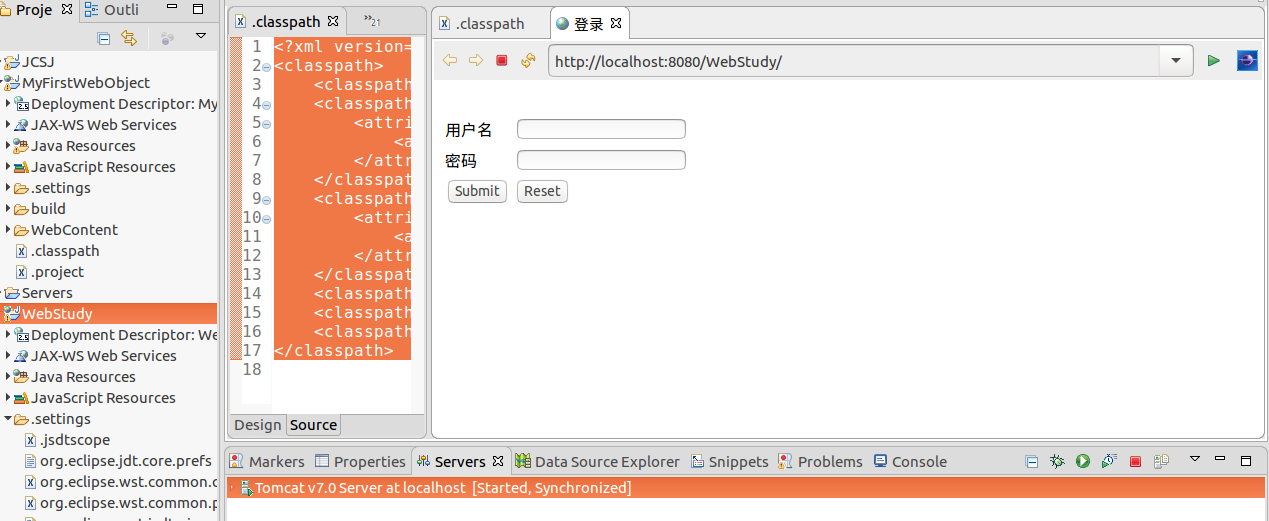 Proje
Outli
JCSJ
MyFirstWebObject
Deployment Descriptor: My
JAX-WS Web Services
Java Resources
JavaScript Resources
.settings
build
WebContent
.classpath
.project
Servers
WebStudy
Deployment Descriptor: We
JAX-WS Web Services
Java Resources
JavaScript Resources
.settings
.jsdtscope
org.eclipse.jdt.core.prefs
org.eclipse.wst.common.c
org.eclipse.wst.common.p
.classpath
»21
1 <?xml version=
2 <classpath>
3 <classpath
4 <classpath
5 <attri
6 <a
7 </attr
8 </classpat
9 <classpath
10 <attri
11 <a
12 </attr
13 </classpat
14 <classpath
15 <classpath
16 <classpath
17 </classpath>
18
Design
Source
.classpath
登录
http://localhost:8080/WebStudy/
用户名
密码
Submit Reset
Markers Properties Servers Data Source Explorer Snippets Problems Console
Tomcat v7.0 Server at localhost [Started, Synchronized]